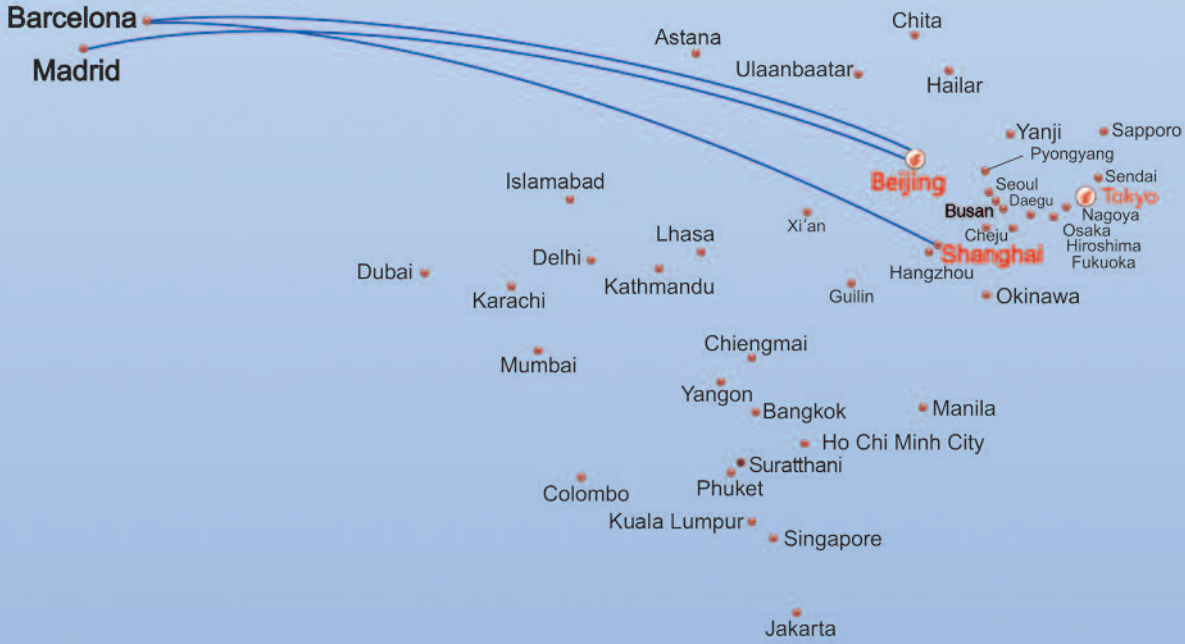 Barcelona
Madrid
Chita
Astana
Ulaanbaatar
Hailar
Yanji
Sapporo
Pyongyang
Beijing
Sendai
Islamabad
Seoul
Daegu
Tokyo
Busan
Nagoya
Xi'an
Osaka
Cheju
Hiroshima
Lhasa
Shanghai
Fukuoka
Delhi
Hangzhou
Dubai
Kathmandu
Karachi
Guilin
Okinawa
Chiengmai
Mumbai
Yangon
Bangkok
Manila
Ho Chi Minh City
Suratthani
Phuket
Colombo
Kuala Lumpur
Singapore
Jakarta